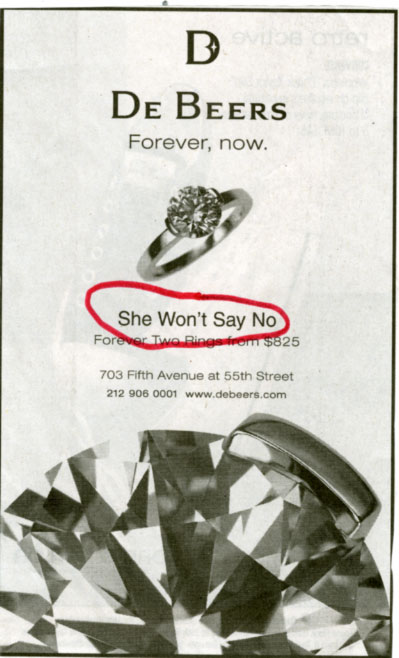 DB
DE BEERS
Forever, now.
She Won't Say No
Forever Two Rings from $825
703 Fifth Avenue at 55th Street
212 906 0001 www.debeers.com